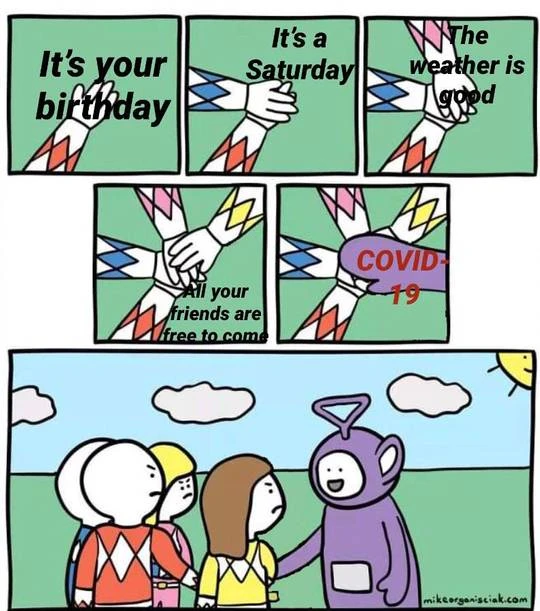 It's your
birthday
It's a
Saturday
The
weather is
good
All your
friends are
free to come
COVID-
19
mikeorganisciak.com